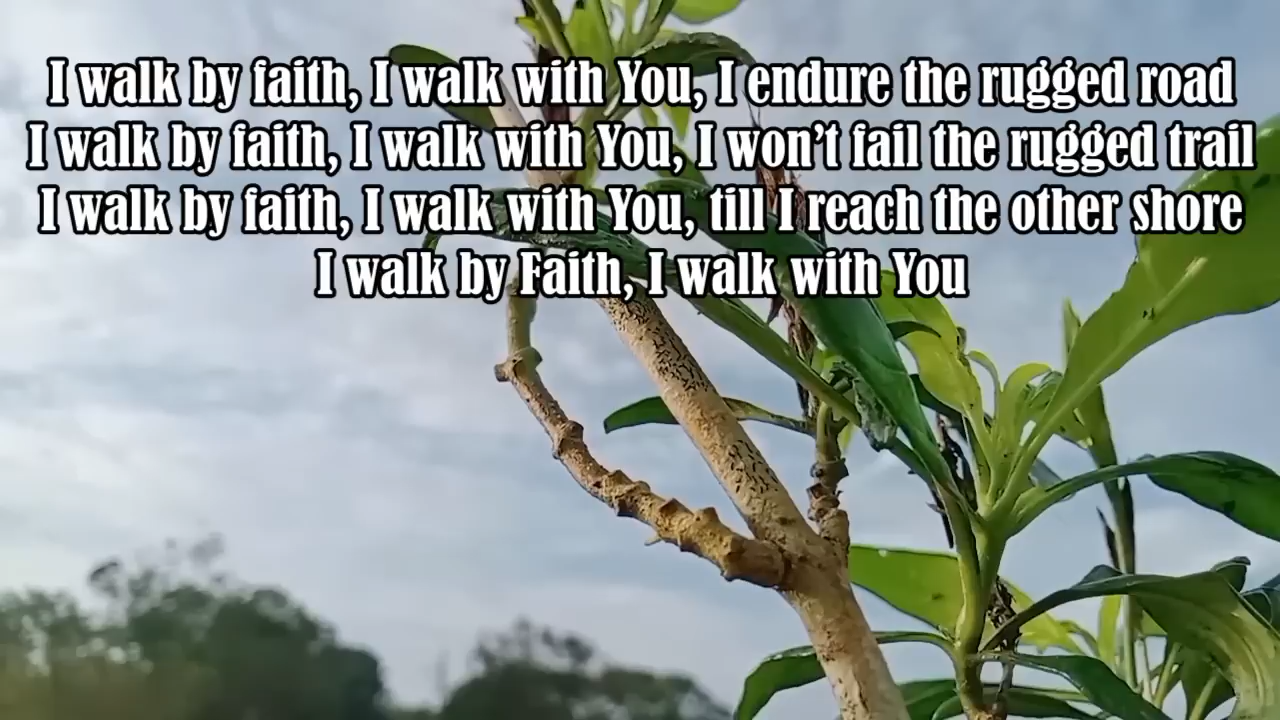 I walk by faith, I walk with You, I endure the rugged road
I walk by faith, I walk with You, I won’t fail the rugged trail
I walk by faith, I walk with You, till I reach the other shore
I walk by Faith, I walk with You